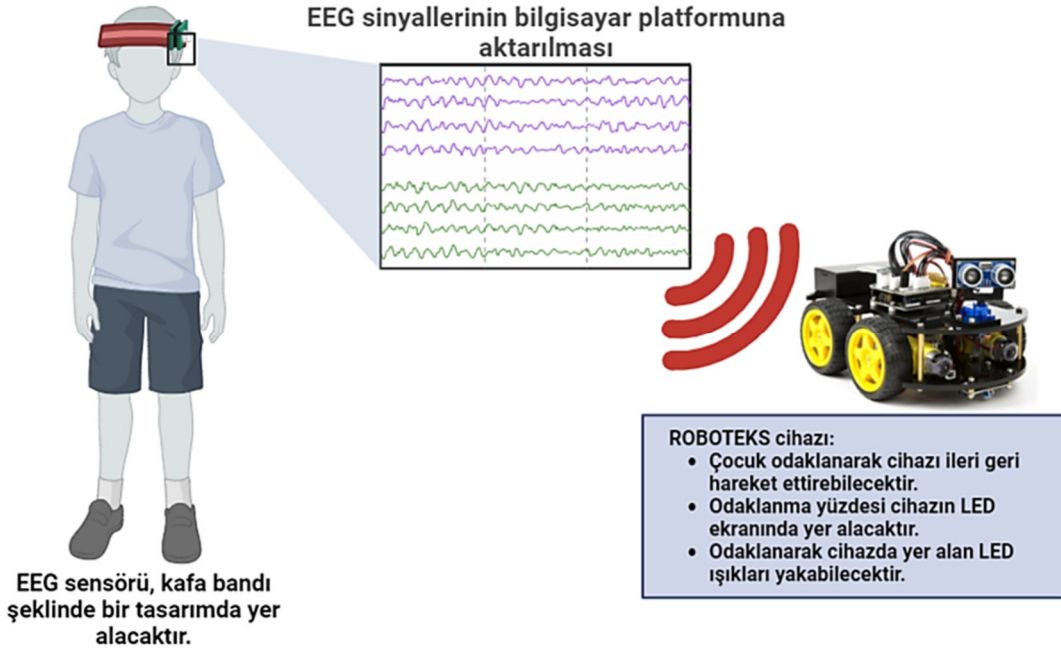 EEG sinyallerinin bilgisayar platformuna
aktarılması
ROBOTEKS cihazı:
• Çocuk odaklanarak cihazı ileri geri
hareket ettirebilecektir.
• Odaklanma yüzdesi cihazın LED
ekranında yer alacaktır.
• Odaklanarak cihazda yer alan LED
ışıkları yakabilecektir.
EEG sensörü, kafa bandı
şeklinde bir tasarımda yer
alacaktır.